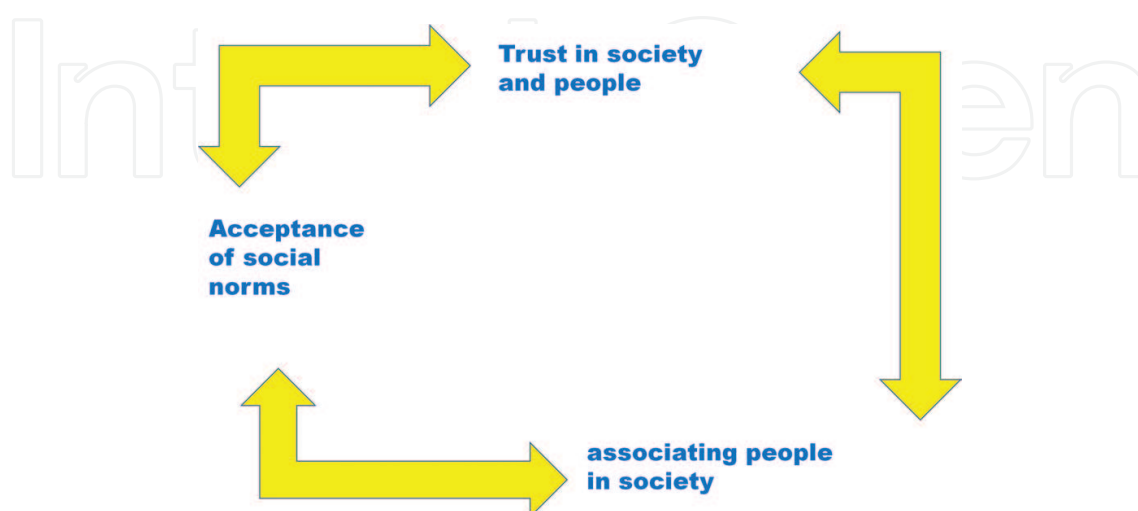 Trust in society
and people
Acceptance
of social
norms
associating people
in society